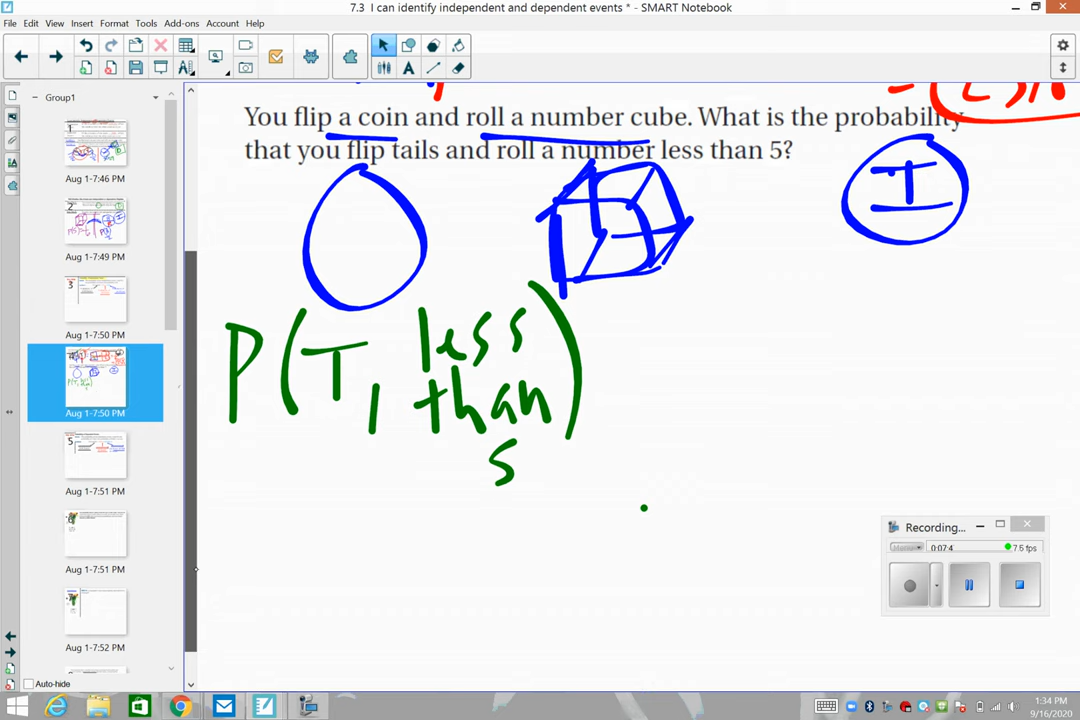 7.3 I can identify independent and dependent events * - SMART Notebook
File Edit View Insert Format Tools Add-ons Account Help
Group1
1
Aug 1-7:46 PM
2
Aug 1-7:49 PM
3
Aug 1-7:50 PM
Aug 1-7:50 PM
5
Aug 1-7:51 PM
Aug 1-7:51 PM
Aug 1-7:52 PM
Auto-hide
You flip a coin and roll a number cube. What is the probability
that you flip tails and roll a number less than 5?
I
P(T, less
than)
5
Recording...
0:07:4
7.6 fps
1:34 PM
9/16/2020